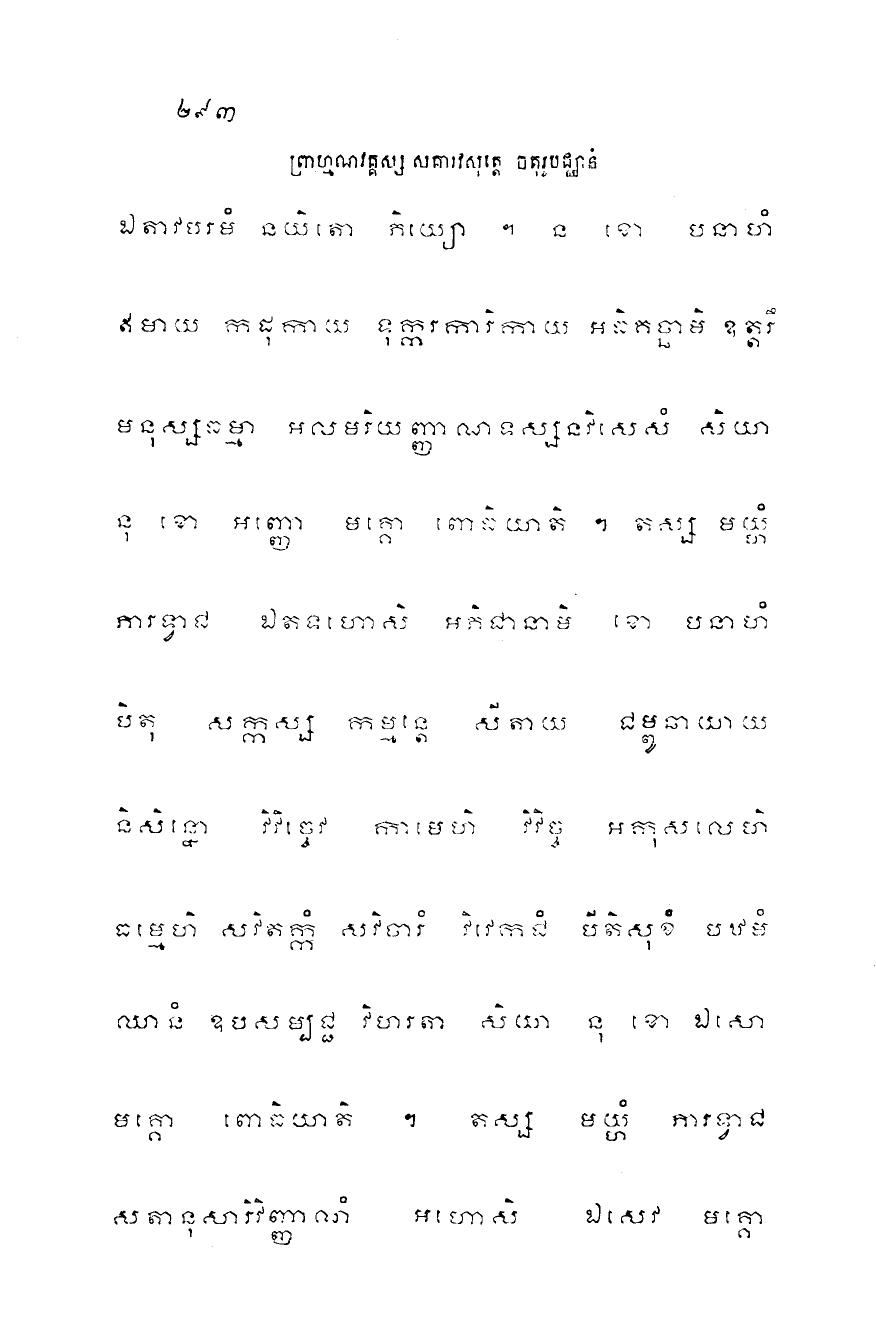 ២៩៣
ព្រាហ្មណវគ្គស្ស សគារវសុត្តេ ចតុរូបជ្ឈានំ
ឯតាវបរមំ នយិតោ ភិយ្យោ ។ ន ខោ បនាហំ
ឥមាយ កដុកាយ ទុក្ករការិកាយ អធិគច្ឆាមិ ឧត្តរឹ
មនុស្សធម្មា អលមរិយញ្ញាណទស្សនវិសេសំ សិយា
នុ ខោ អញ្ញោ មគ្គោ ពោធិយាតិ ។ តស្ស មយ្ហំ
ភារទ្វាជ ឯតទហោសិ អភិជានាមិ ខោ បនាហំ
បិតុ សក្កស្ស កម្មន្តេ សីតាយ ជម្ពូឆាយាយ
និសិន្នោ វិវិច្ចេវ កាមេហិ វិវិច្ច អកុសលេហិ
ធម្មេហិ សវិតក្កំ សវិចារំ វិវេកជំ បីតិសុខំ បឋមំ
ឈានំ ឧបសម្បជ្ជ វិហរតា សិយា នុ ខោ ឯសោ
មគ្គោ ពោធិយាតិ ។ តស្ស មយ្ហំ ភារទ្វាជ
សតានុសារិវិញ្ញាណំ អហោសិ ឯសេវ មគ្គោ